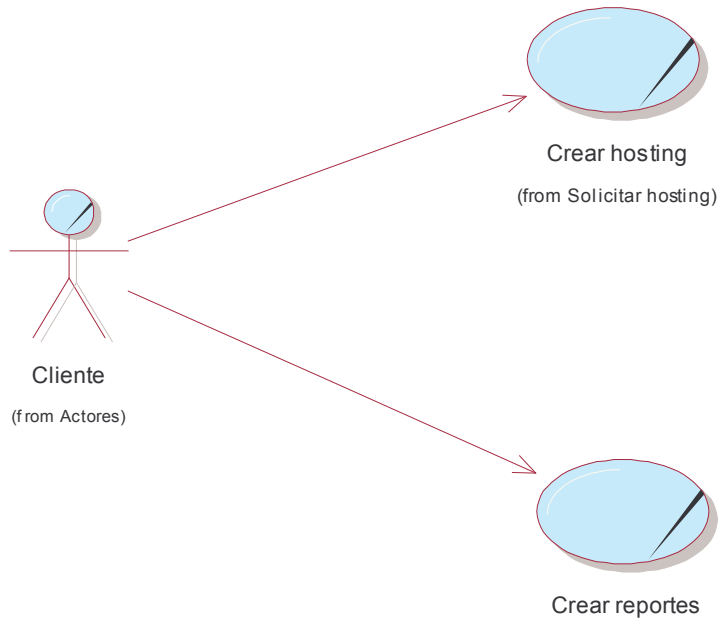 Crear hosting
(from Solicitar hosting)
Cliente
(from Actores)
Crear reportes